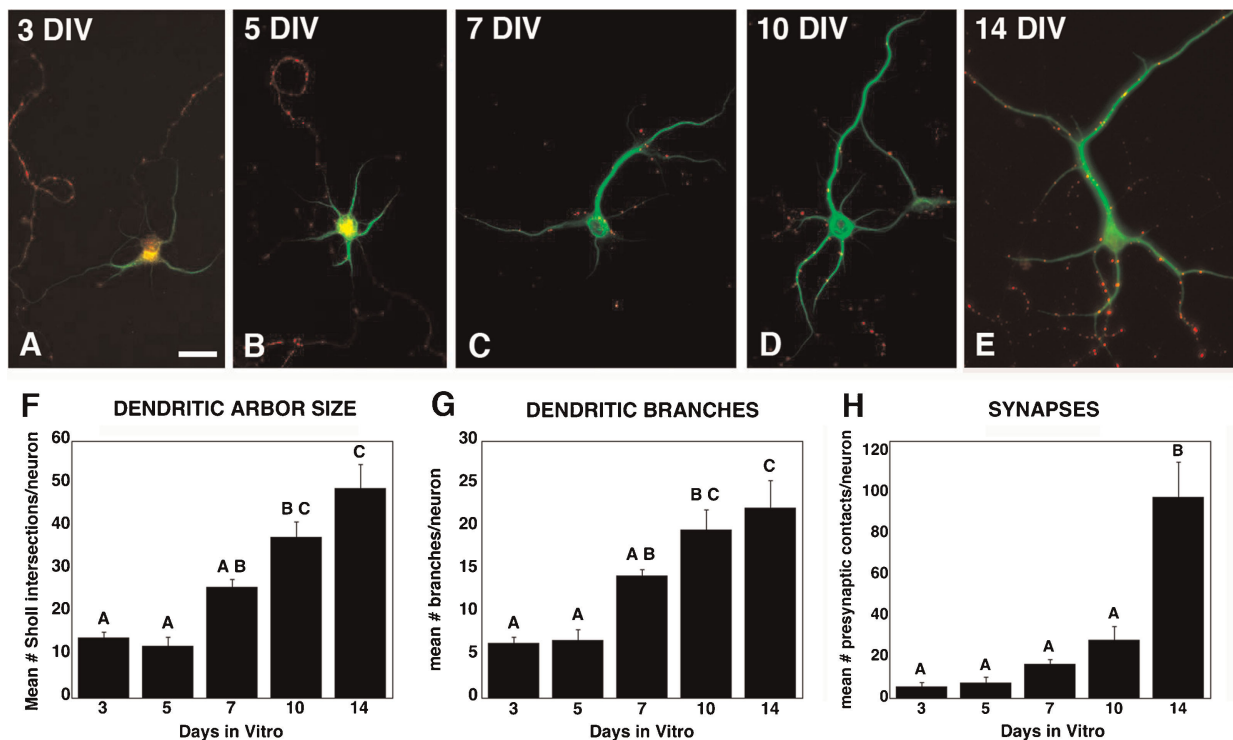 3 DIV
5 DIV
7 DIV
10 DIV
14 DIV
A
B
C
D
E
F
DENDRITIC ARBOR SIZE
Mean # Sholl intersections/neuron
60
50
40
30
20
10
0
A
A
A B
B C
C
3
5
7
10
14
Days in Vitro
G
DENDRITIC BRANCHES
mean # branches/neuron
30
25
20
15
10
5
0
A
A
A B
B C
C
3
5
7
10
14
Days in Vitro
H
SYNAPSES
mean # presynaptic contacts/neuron
120
100
80
60
40
20
0
A
A
A
A
B
3
5
7
10
14
Days in Vitro